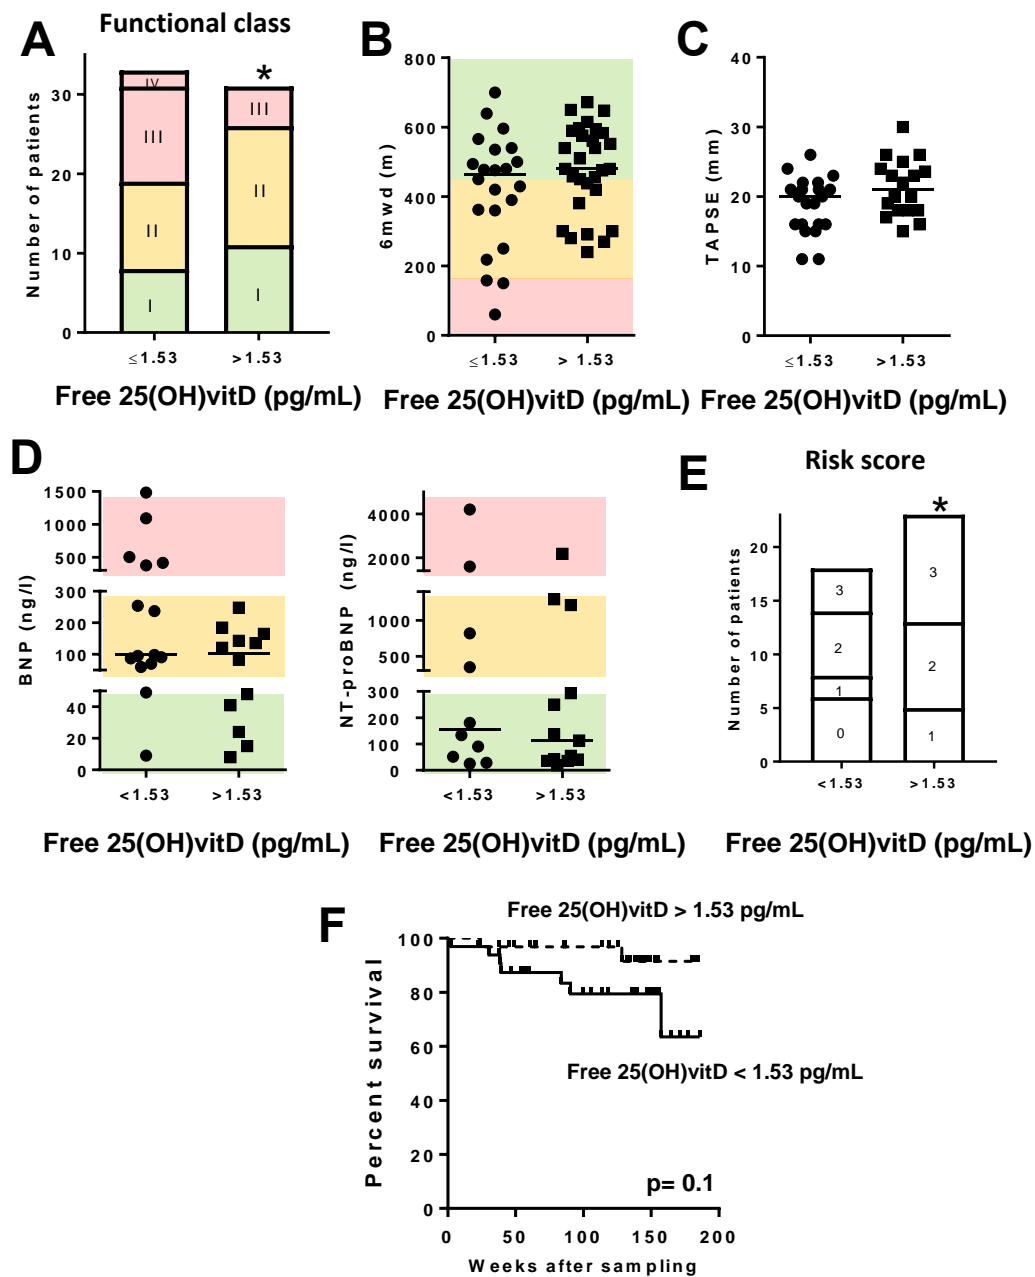 A
Functional class
Number of patients
30
20
10
0
IV
III
II
I
*
III
II
I
≤1.53
>1.53
Free 25(OH)vitD (pg/mL)
B
6mwd (m)
800
600
400
200
0
≤1.53
> 1.53
Free 25(OH)vitD (pg/mL)
C
TAPSE (mm)
40
30
20
10
0
≤1.53
>1.53
Free 25(OH)vitD (pg/mL)
D
BNP (ng/l)
1500
1000
500
300
200
100
40
20
0
<1.53
>1.53
Free 25(OH)vitD (pg/mL)
NT-proBNP (ng/l)
4000
2000
1000
500
300
200
100
0
<1.53
>1.53
Free 25(OH)vitD (pg/mL)
E
Risk score
Number of patients
20
15
10
5
0
3
2
1
0
*
3
2
1
<1.53
>1.53
Free 25(OH)vitD (pg/mL)
F
Free 25(OH)vitD > 1.53 pg/mL
Percent survival
100
80
60
40
20
0
Free 25(OH)vitD < 1.53 pg/mL
p= 0.1
0 50 100 150 200
Weeks after sampling